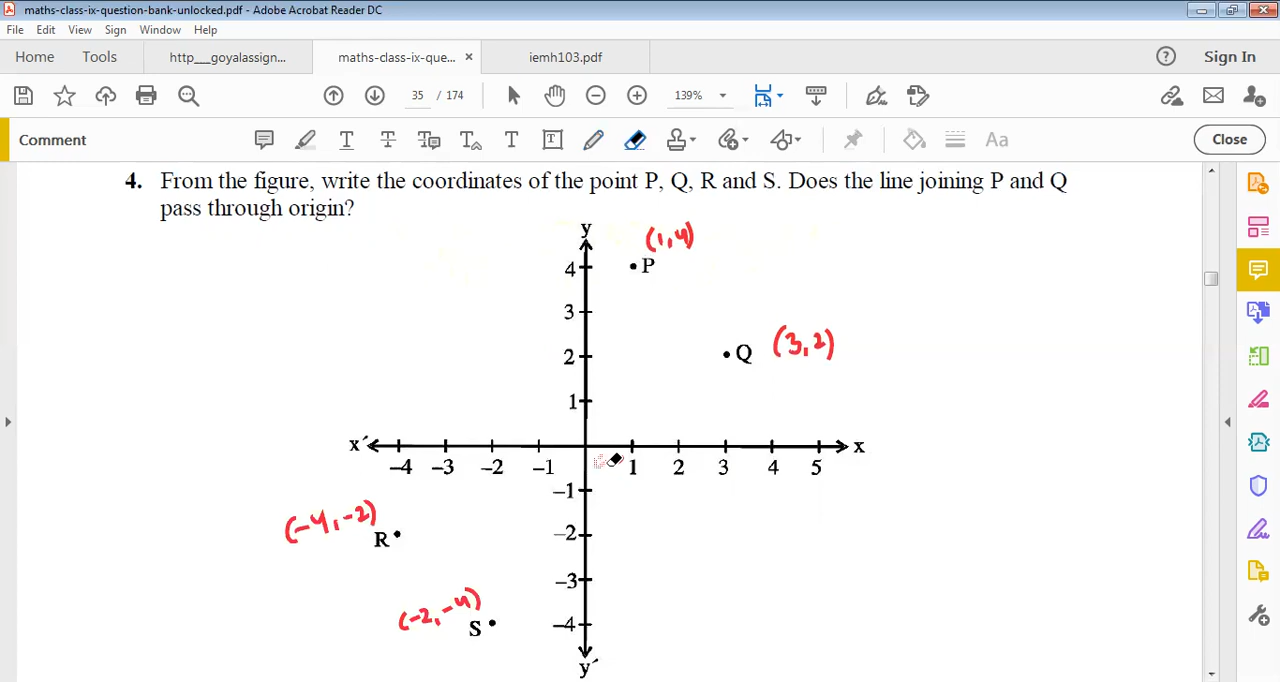 maths-class-ix-question-bank-unlocked.pdf - Adobe Acrobat Reader DC
File Edit View Sign Window Help
Home Tools http___goyalassign... maths-class-ix-que... × iemh103.pdf Sign In
35 / 174 139%
Comment Aa Close
4. From the figure, write the coordinates of the point P, Q, R and S. Does the line joining P and Q
pass through origin?
y
(1,4)
4 P
3
2 Q (3,2)
1
x′ x
–4 –3 –2 –1 1 2 3 4 5
–1
(-4,-2)
R –2
–3
(-2,-4)
S –4
y′